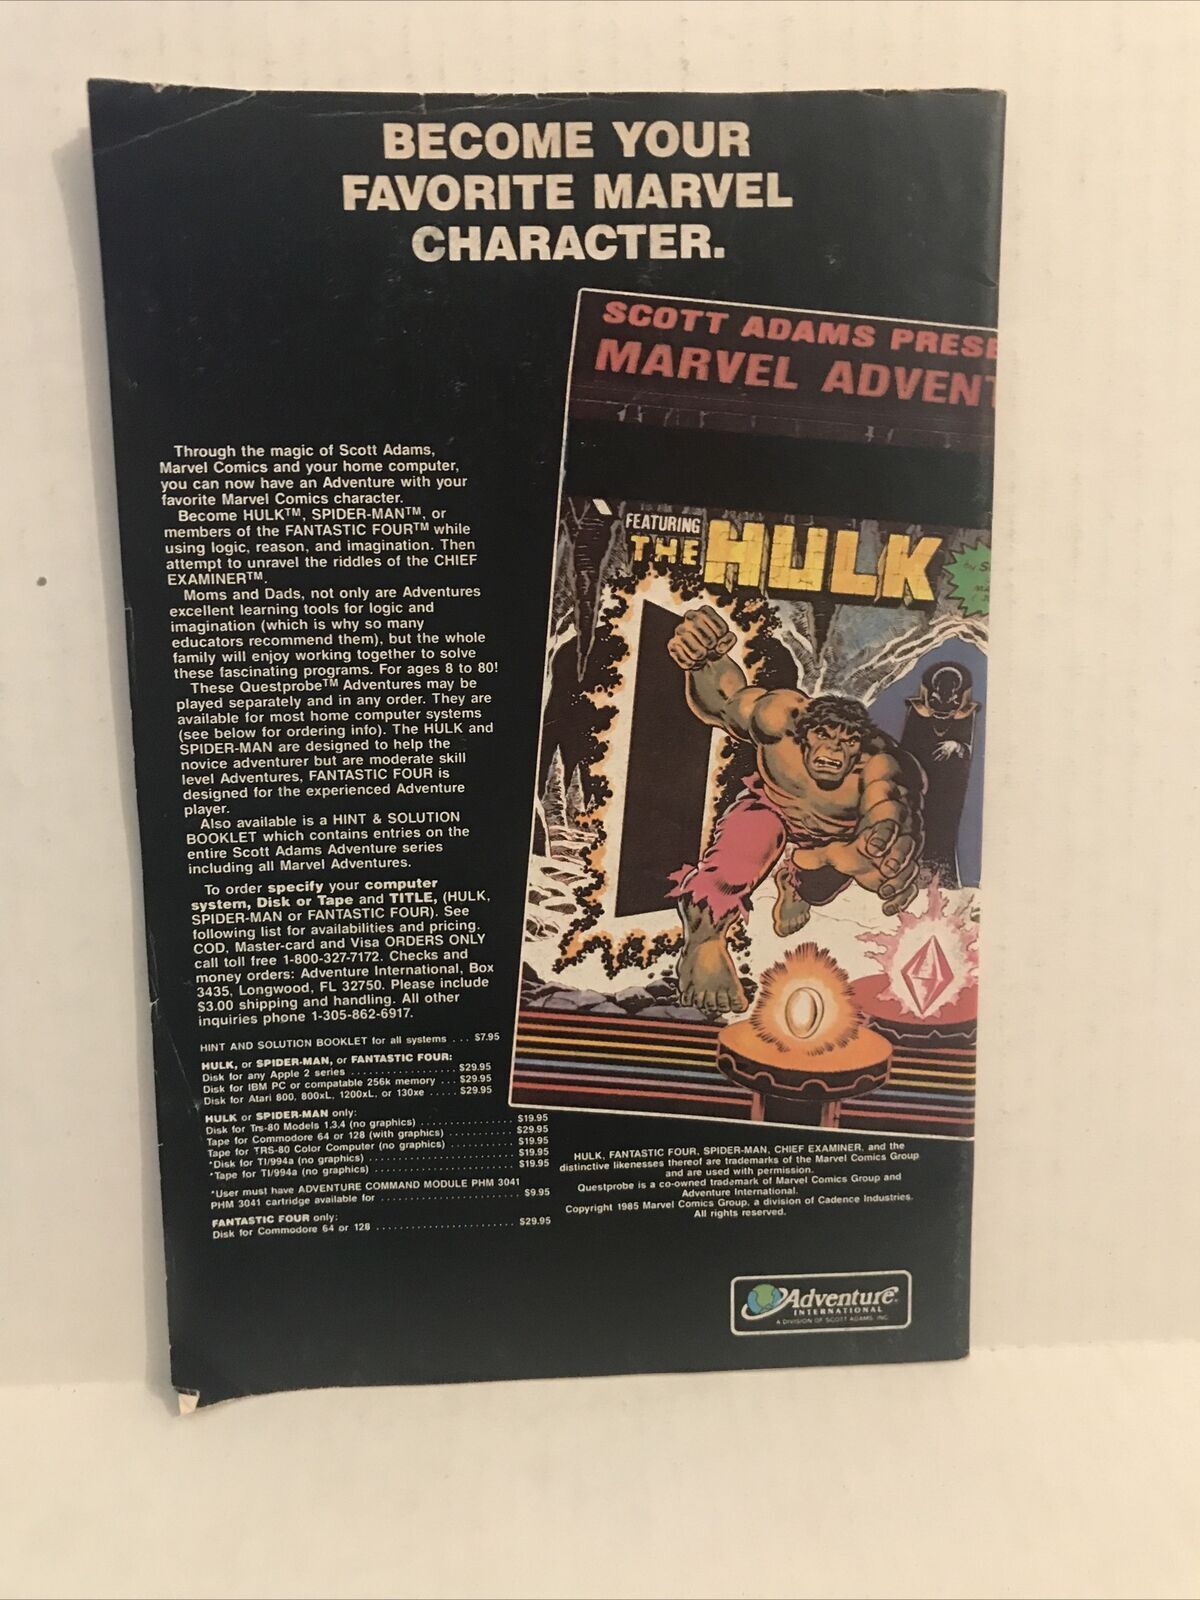 BECOME YOUR
FAVORITE MARVEL
CHARACTER.
SCOTT ADAMS PRESE
MARVEL ADVENT
FEATURING
THE HULK
Through the magic of Scott Adams,
Marvel Comics and your home computer,
you can now have an Adventure with your
favorite Marvel Comics character.
Become HULK™, SPIDER-MAN™, or
members of the FANTASTIC FOUR™ while
using logic, reason, and imagination. Then
attempt to unravel the riddles of the CHIEF
EXAMINER™.
Moms and Dads, not only are Adventures
excellent learning tools for logic and
imagination (which is why so many
educators recommend them), but the whole
family will enjoy working together to solve
these fascinating programs. For ages 8 to 80!
These Questprobe™ Adventures may be
played separately and in any order. They are
available for most home computer systems
(see below for ordering info). The HULK and
SPIDER-MAN are designed to help the
novice adventurer but are moderate skill
level Adventures, FANTASTIC FOUR is
designed for the experienced Adventure
player.
Also available is a HINT & SOLUTION
BOOKLET which contains entries on the
entire Scott Adams Adventure series
including all Marvel Adventures.
To order specify your computer
system, Disk or Tape and TITLE, (HULK,
SPIDER-MAN or FANTASTIC FOUR). See
following list for availabilities and pricing.
COD, Master-card and Visa ORDERS ONLY
call toll free 1-800-327-7172. Checks and
money orders: Adventure International, Box
3435, Longwood, FL 32750. Please include
$3.00 shipping and handling. All other
inquiries phone 1-305-862-6917.
HINT AND SOLUTION BOOKLET for all systems . . . $7.95
HULK, or SPIDER-MAN, or FANTASTIC FOUR:
Disk for any Apple 2 series . . . . . . . . . . . . . . . . . $29.95
Disk for IBM PC or compatable 256k memory . . . $29.95
Disk for Atari 800, 800xL, 1200xL, or 130xe . . . . . $29.95
HULK or SPIDER-MAN only:
Disk for Trs-80 Models 1,3,4 (no graphics) . . . . . . . . . . . . . . . $19.95
Tape for Commodore 64 or 128 (with graphics) . . . . . . . . . . $29.95
Tape for TRS-80 Color Computer (no graphics) . . . . . . . . . . $19.95
*Disk for TI/994a (no graphics) . . . . . . . . . . . . . . . . . . . . . . . $19.95
*Tape for TI/994a (no graphics) . . . . . . . . . . . . . . . . . . . . . . $19.95
*User must have ADVENTURE COMMAND MODULE PHM 3041
PHM 3041 cartridge available for . . . . . . . . . . . . . . . . . . . . . . . $9.95
FANTASTIC FOUR only:
Disk for Commodore 64 or 128 . . . . . . . . . . . . . . . . . . . . . . . $29.95
HULK, FANTASTIC FOUR, SPIDER-MAN, CHIEF EXAMINER, and the
distinctive likenesses thereof are trademarks of the Marvel Comics Group
and are used with permission.
Questprobe is a co-owned trademark of Marvel Comics Group and
Adventure International.
Copyright 1985 Marvel Comics Group, a division of Cadence Industries.
All rights reserved.
Adventure
INTERNATIONAL
A DIVISION OF SCOTT ADAMS, INC.